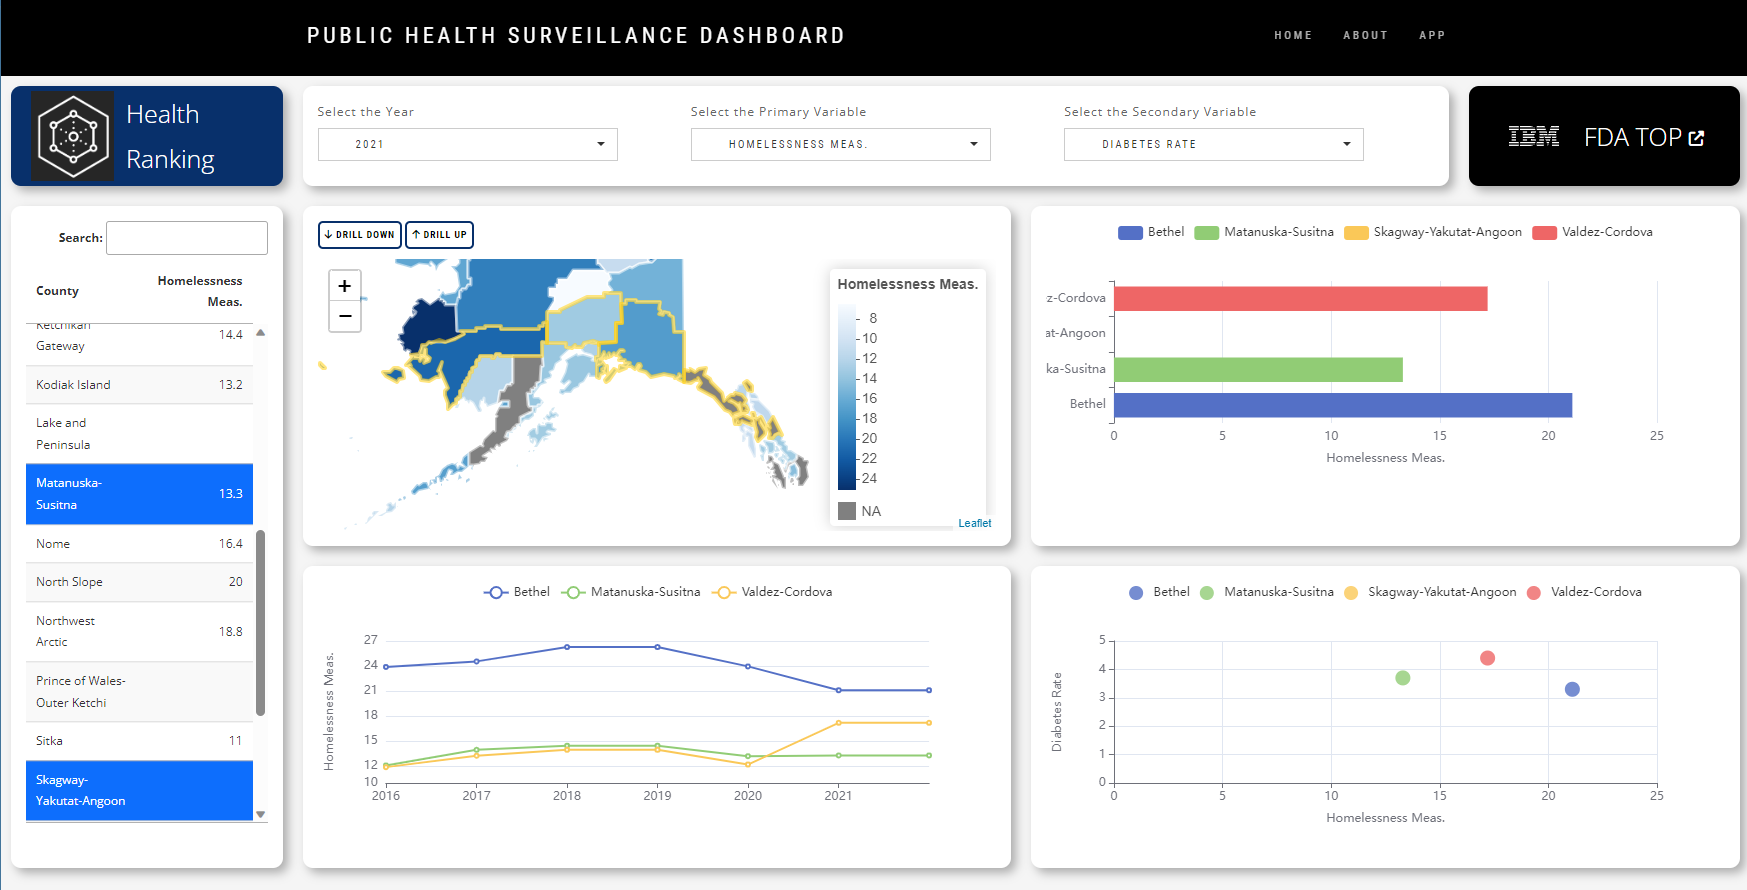 PUBLIC HEALTH SURVEILLANCE DASHBOARD
HOME ABOUT APP
Health
Ranking
Select the Year
2021
Select the Primary Variable
HOMELESSNESS MEAS.
Select the Secondary Variable
DIABETES RATE
IBM FDA TOP
Search:
County
Homelessness
Meas.
Ketchikan
Gateway 14.4
Kodiak Island 13.2
Lake and
Peninsula
Matanuska-
Susitna 13.3
Nome 16.4
North Slope 20
Northwest
Arctic 18.8
Prince of Wales-
Outer Ketchi
Sitka 11
Skagway-
Yakutat-Angoon
DRILL DOWN DRILL UP
+
−
Homelessness Meas.
8
10
12
14
16
18
20
22
24
NA
Leaflet
Bethel Matanuska-Susitna Skagway-Yakutat-Angoon Valdez-Cordova
z-Cordova
at-Angoon
ka-Susitna
Bethel
0 5 10 15 20 25
Homelessness Meas.
Bethel Matanuska-Susitna Valdez-Cordova
Homelessness Meas.
27
24
21
18
15
12
10
2016 2017 2018 2019 2020 2021
Bethel Matanuska-Susitna Skagway-Yakutat-Angoon Valdez-Cordova
Diabetes Rate
5
4
3
2
1
0
0 5 10 15 20 25
Homelessness Meas.